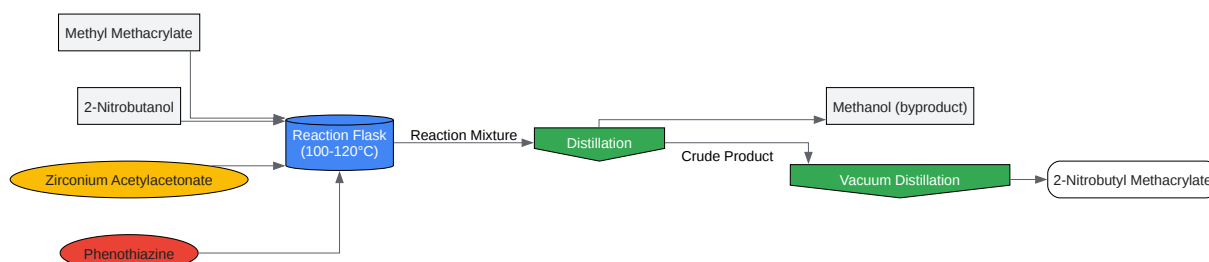 Methyl Methacrylate
2-Nitrobutanol
Zirconium Acetylacetonate
Phenothiazine
Reaction Flask
(100-120°C)
Reaction Mixture
Distillation
Methanol (byproduct)
Crude Product
Vacuum Distillation
2-Nitrobutyl Methacrylate